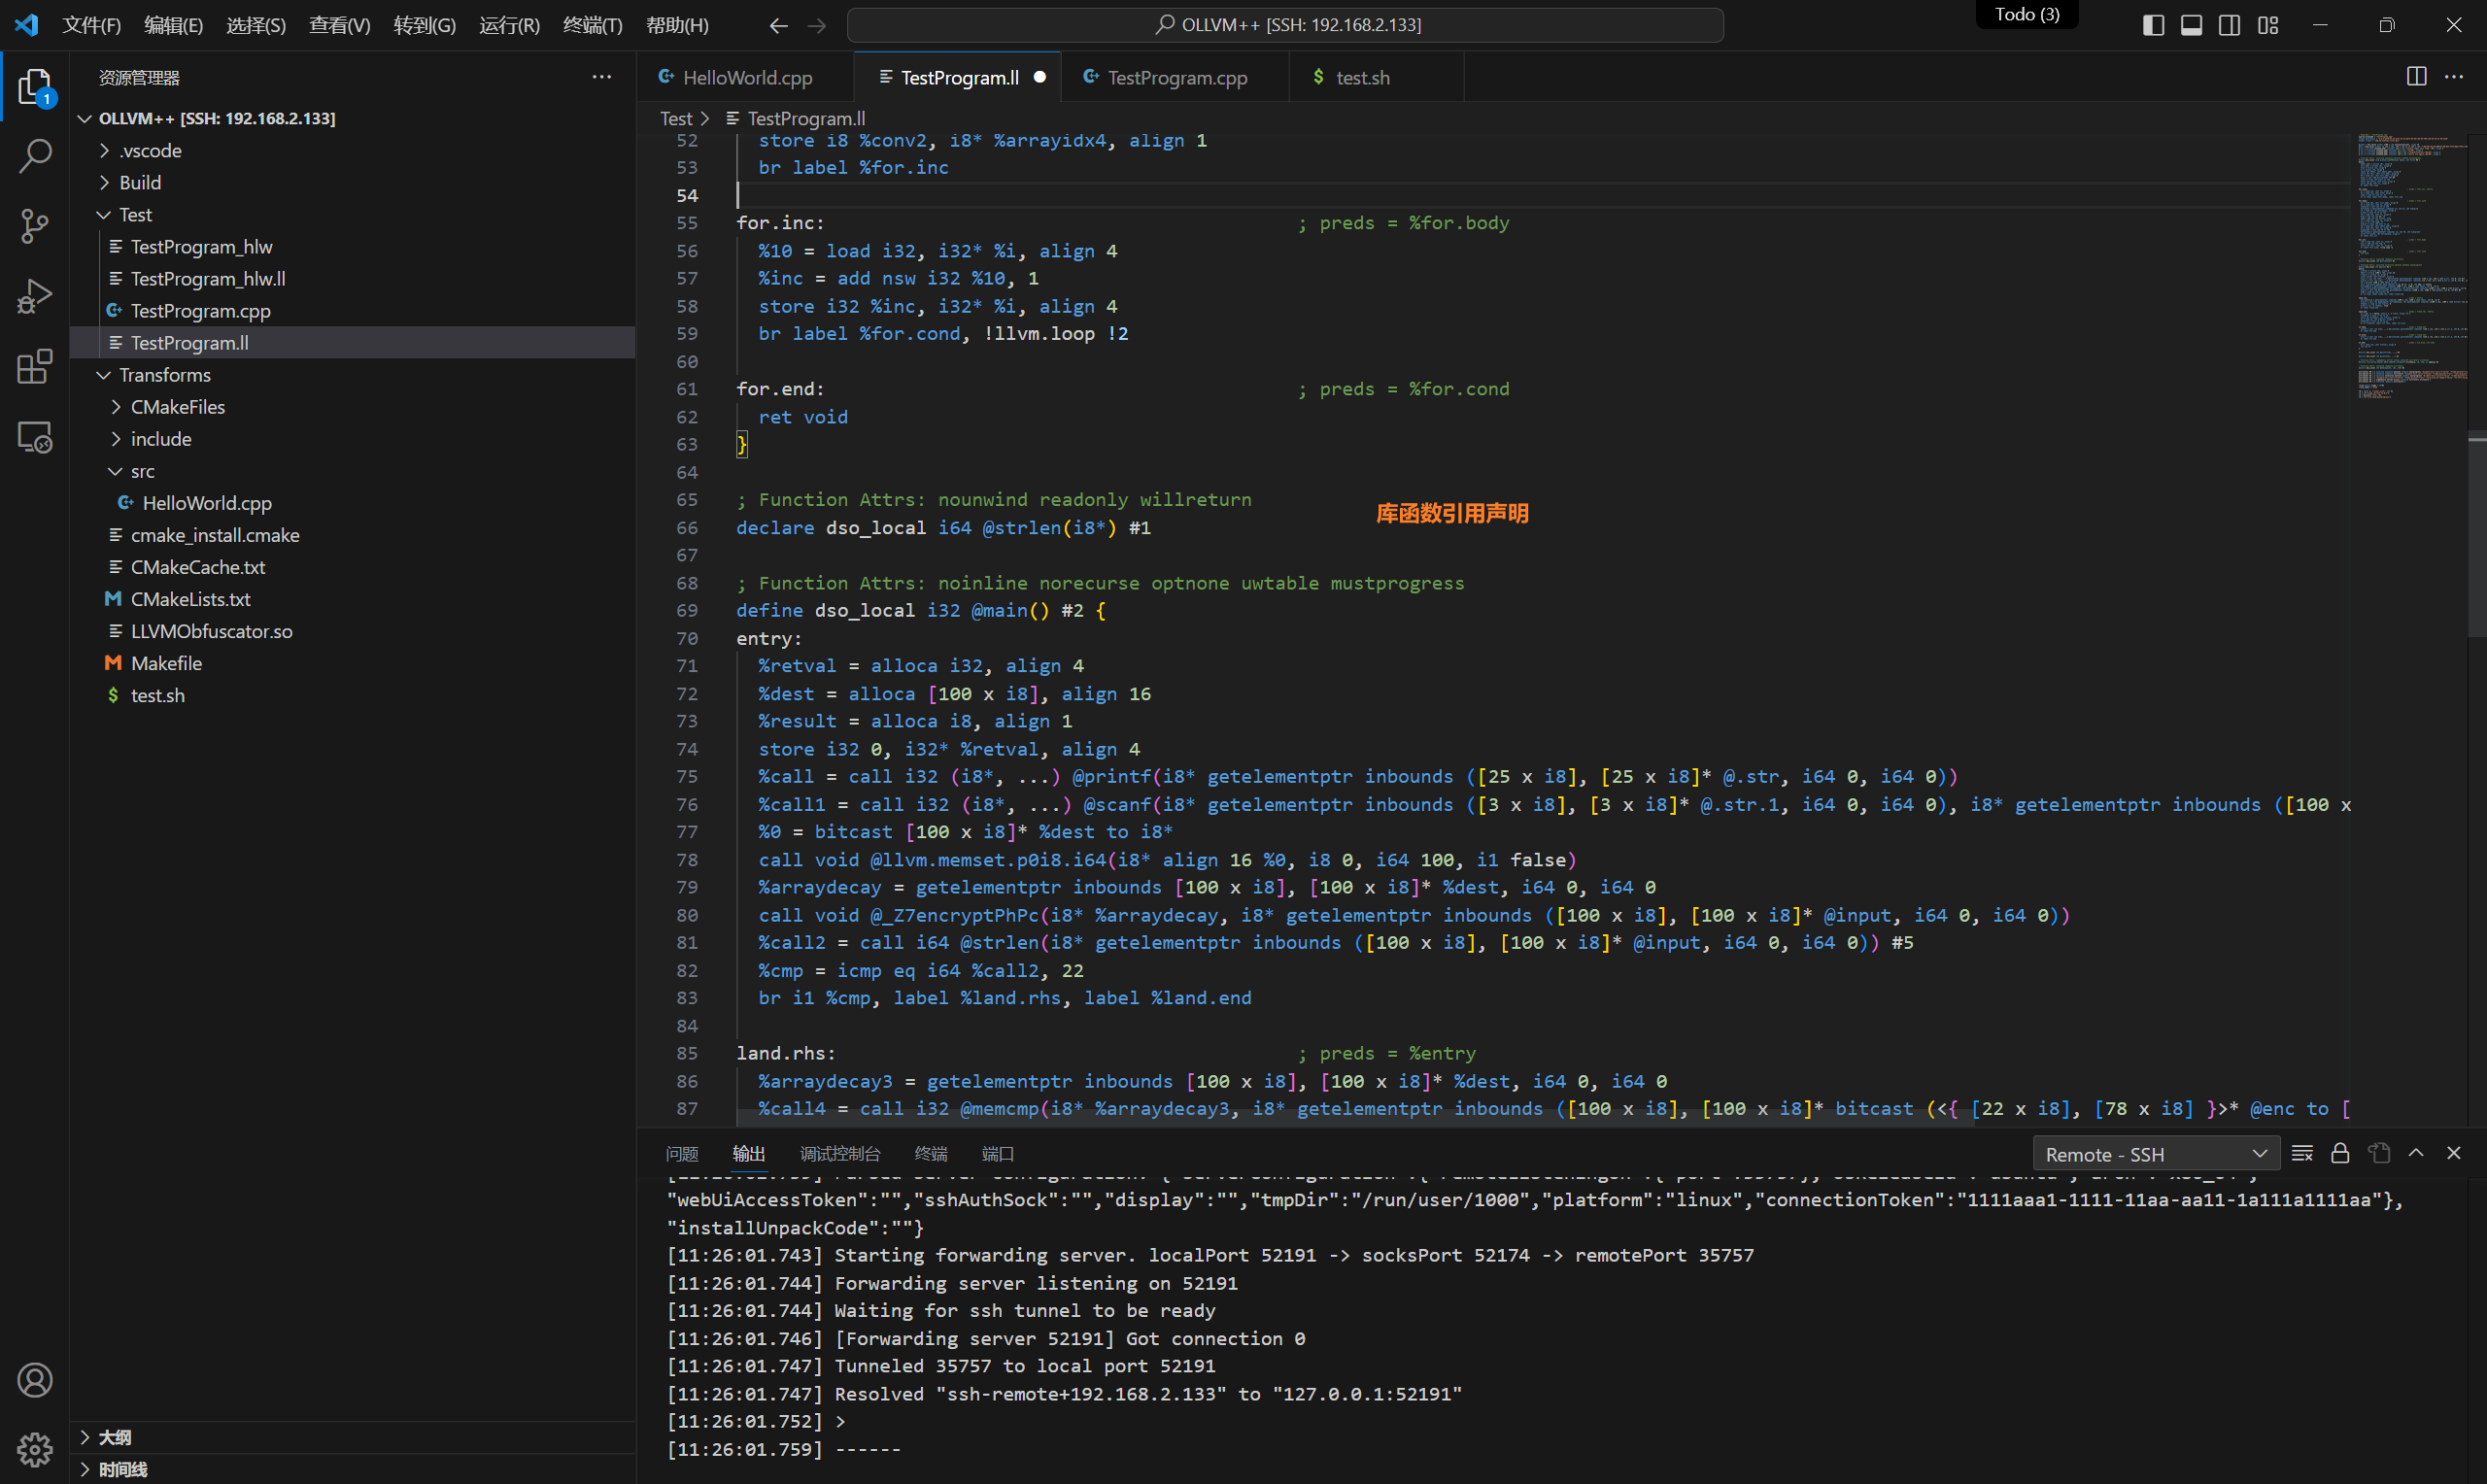 文件(F) 编辑(E) 选择(S) 查看(V) 转到(G) 运行(R) 终端(T) 帮助(H)
OLLVM++ [SSH: 192.168.2.133]
Todo (3)
资源管理器
1
OLLVM++ [SSH: 192.168.2.133]
.vscode
Build
Test
TestProgram_hlw
TestProgram_hlw.ll
TestProgram.cpp
TestProgram.ll
Transforms
CMakeFiles
include
src
HelloWorld.cpp
cmake_install.cmake
CMakeCache.txt
CMakeLists.txt
LLVMObfuscator.so
Makefile
test.sh
大纲
时间线
HelloWorld.cpp TestProgram.ll TestProgram.cpp test.sh
Test > TestProgram.ll
52 store i8 %conv2, i8* %arrayidx4, align 1
53 br label %for.inc
54
55 for.inc: ; preds = %for.body
56 %10 = load i32, i32* %i, align 4
57 %inc = add nsw i32 %10, 1
58 store i32 %inc, i32* %i, align 4
59 br label %for.cond, !llvm.loop !2
60
61 for.end: ; preds = %for.cond
62 ret void
63 }
64
65 ; Function Attrs: nounwind readonly willreturn
库函数引用声明
66 declare dso_local i64 @strlen(i8*) #1
67
68 ; Function Attrs: noinline norecurse optnone uwtable mustprogress
69 define dso_local i32 @main() #2 {
70 entry:
71 %retval = alloca i32, align 4
72 %dest = alloca [100 x i8], align 16
73 %result = alloca i8, align 1
74 store i32 0, i32* %retval, align 4
75 %call = call i32 (i8*, ...) @printf(i8* getelementptr inbounds ([25 x i8], [25 x i8]* @.str, i64 0, i64 0))
76 %call1 = call i32 (i8*, ...) @scanf(i8* getelementptr inbounds ([3 x i8], [3 x i8]* @.str.1, i64 0, i64 0), i8* getelementptr inbounds ([100 x
77 %0 = bitcast [100 x i8]* %dest to i8*
78 call void @llvm.memset.p0i8.i64(i8* align 16 %0, i8 0, i64 100, i1 false)
79 %arraydecay = getelementptr inbounds [100 x i8], [100 x i8]* %dest, i64 0, i64 0
80 call void @_Z7encryptPhPc(i8* %arraydecay, i8* getelementptr inbounds ([100 x i8], [100 x i8]* @input, i64 0, i64 0))
81 %call2 = call i64 @strlen(i8* getelementptr inbounds ([100 x i8], [100 x i8]* @input, i64 0, i64 0)) #5
82 %cmp = icmp eq i64 %call2, 22
83 br i1 %cmp, label %land.rhs, label %land.end
84
85 land.rhs: ; preds = %entry
86 %arraydecay3 = getelementptr inbounds [100 x i8], [100 x i8]* %dest, i64 0, i64 0
87 %call4 = call i32 @memcmp(i8* %arraydecay3, i8* getelementptr inbounds ([100 x i8], [100 x i8]* bitcast (<{ [22 x i8], [78 x i8] }>* @enc to [
问题 输出 调试控制台 终端 端口
Remote - SSH
"webUiAccessToken":"","sshAuthSock":"","display":"","tmpDir":"/run/user/1000","platform":"linux","connectionToken":"1111aaa1-1111-11aa-aa11-1a111a1111aa"},
"installUnpackCode":""}
[11:26:01.743] Starting forwarding server. localPort 52191 -> socksPort 52174 -> remotePort 35757
[11:26:01.744] Forwarding server listening on 52191
[11:26:01.744] Waiting for ssh tunnel to be ready
[11:26:01.746] [Forwarding server 52191] Got connection 0
[11:26:01.747] Tunneled 35757 to local port 52191
[11:26:01.747] Resolved "ssh-remote+192.168.2.133" to "127.0.0.1:52191"
[11:26:01.752] >
[11:26:01.759] ------